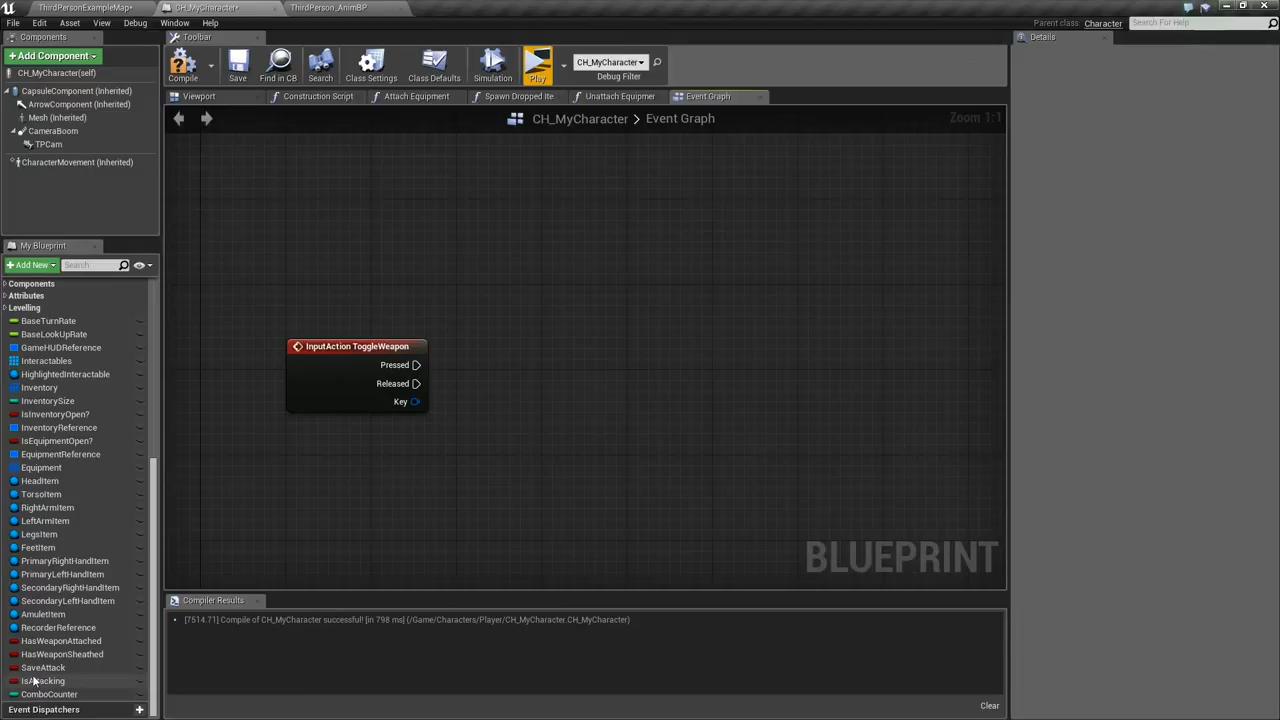 ThirdPersonExampleMap*
CH_MyCharacter*
ThirdPerson_AnimBP
File Edit Asset View Debug Window Help
Parent class: Character
Search For Help
Components
Toolbar
Details
+Add Component
CH_MyCharacter(self)
CapsuleComponent (Inherited)
ArrowComponent (Inherited)
Mesh (Inherited)
CameraBoom
TPCam
CharacterMovement (Inherited)
Compile
Save
Find in CB
Search
Class Settings
Class Defaults
Simulation
Play
CH_MyCharacter
Debug Filter
Viewport
Construction Script
Attach Equipment
Spawn Dropped Ite
Unattach Equipmer
Event Graph
CH_MyCharacter > Event Graph
Zoom 1:1
My Blueprint
+Add New
Search
Components
Attributes
Levelling
BaseTurnRate
BaseLookUpRate
GameHUDReference
Interactables
HighlightedInteractable
Inventory
InventorySize
IsInventoryOpen?
InventoryReference
IsEquipmentOpen?
EquipmentReference
Equipment
HeadItem
TorsoItem
RightArmItem
LeftArmItem
LegsItem
FeetItem
PrimaryRightHandItem
PrimaryLeftHandItem
SecondaryRightHandItem
SecondaryLeftHandItem
AmuletItem
RecorderReference
HasWeaponAttached
HasWeaponSheathed
SaveAttack
IsAttacking
ComboCounter
Event Dispatchers
InputAction ToggleWeapon
Pressed
Released
Key
BLUEPRINT
Compiler Results
[7514.71] Compile of CH_MyCharacter successful! [in 798 ms] (/Game/Characters/Player/CH_MyCharacter.CH_MyCharacter)
Clear